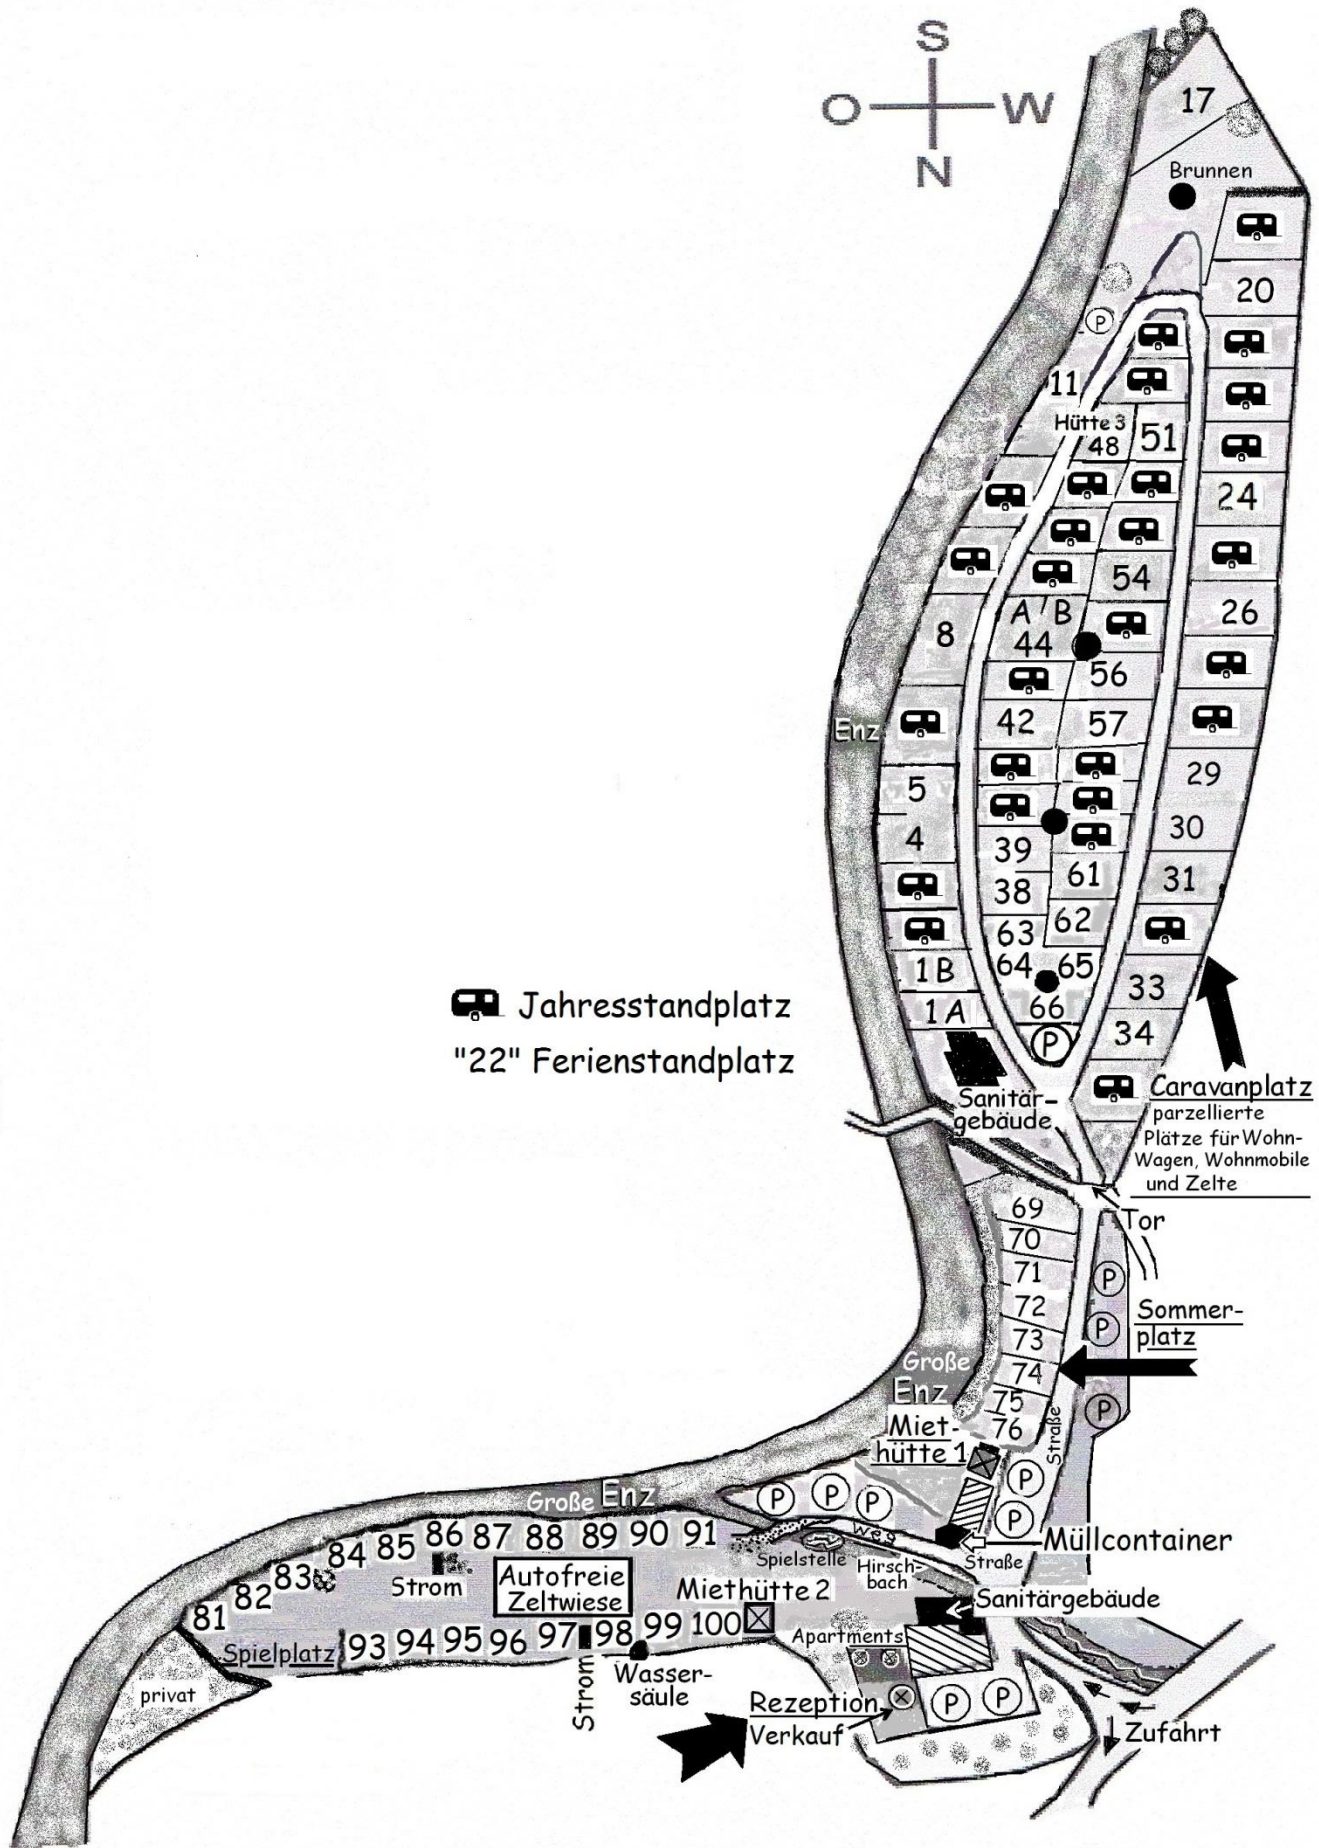 S
O W
N
17
Brunnen
20
P
11
Hütte 3
48
51
24
54
A / B
44
8
26
56
42
57
Enz
5
29
4
30
39
38
61
31
63
62
1B
64
65
33
1A
66
34
P
Jahresstandplatz
"22" Ferienstandplatz
Sanitär-
gebäude
Caravanplatz
parzellierte
Plätze für Wohn-
Wagen, Wohnmobile
und Zelte
Tor
69
70
71
72
73
74
75
76
P
P
P
Sommer-
platz
Straße
Große
Enz
Miet-
hütte 1
P
P
P P P
Große Enz
weg
Müllcontainer
Straße
Spielstelle
Hirsch-
bach
Sanitärgebäude
81 82 83 84 85 86 87 88 89 90 91
Strom
Autofreie
Zeltwiese
Miethütte 2
Spielplatz
93 94 95 96 97 98 99 100
Strom
Wasser-
säule
privat
Apartments
Rezeption
Verkauf
P P
Zufahrt